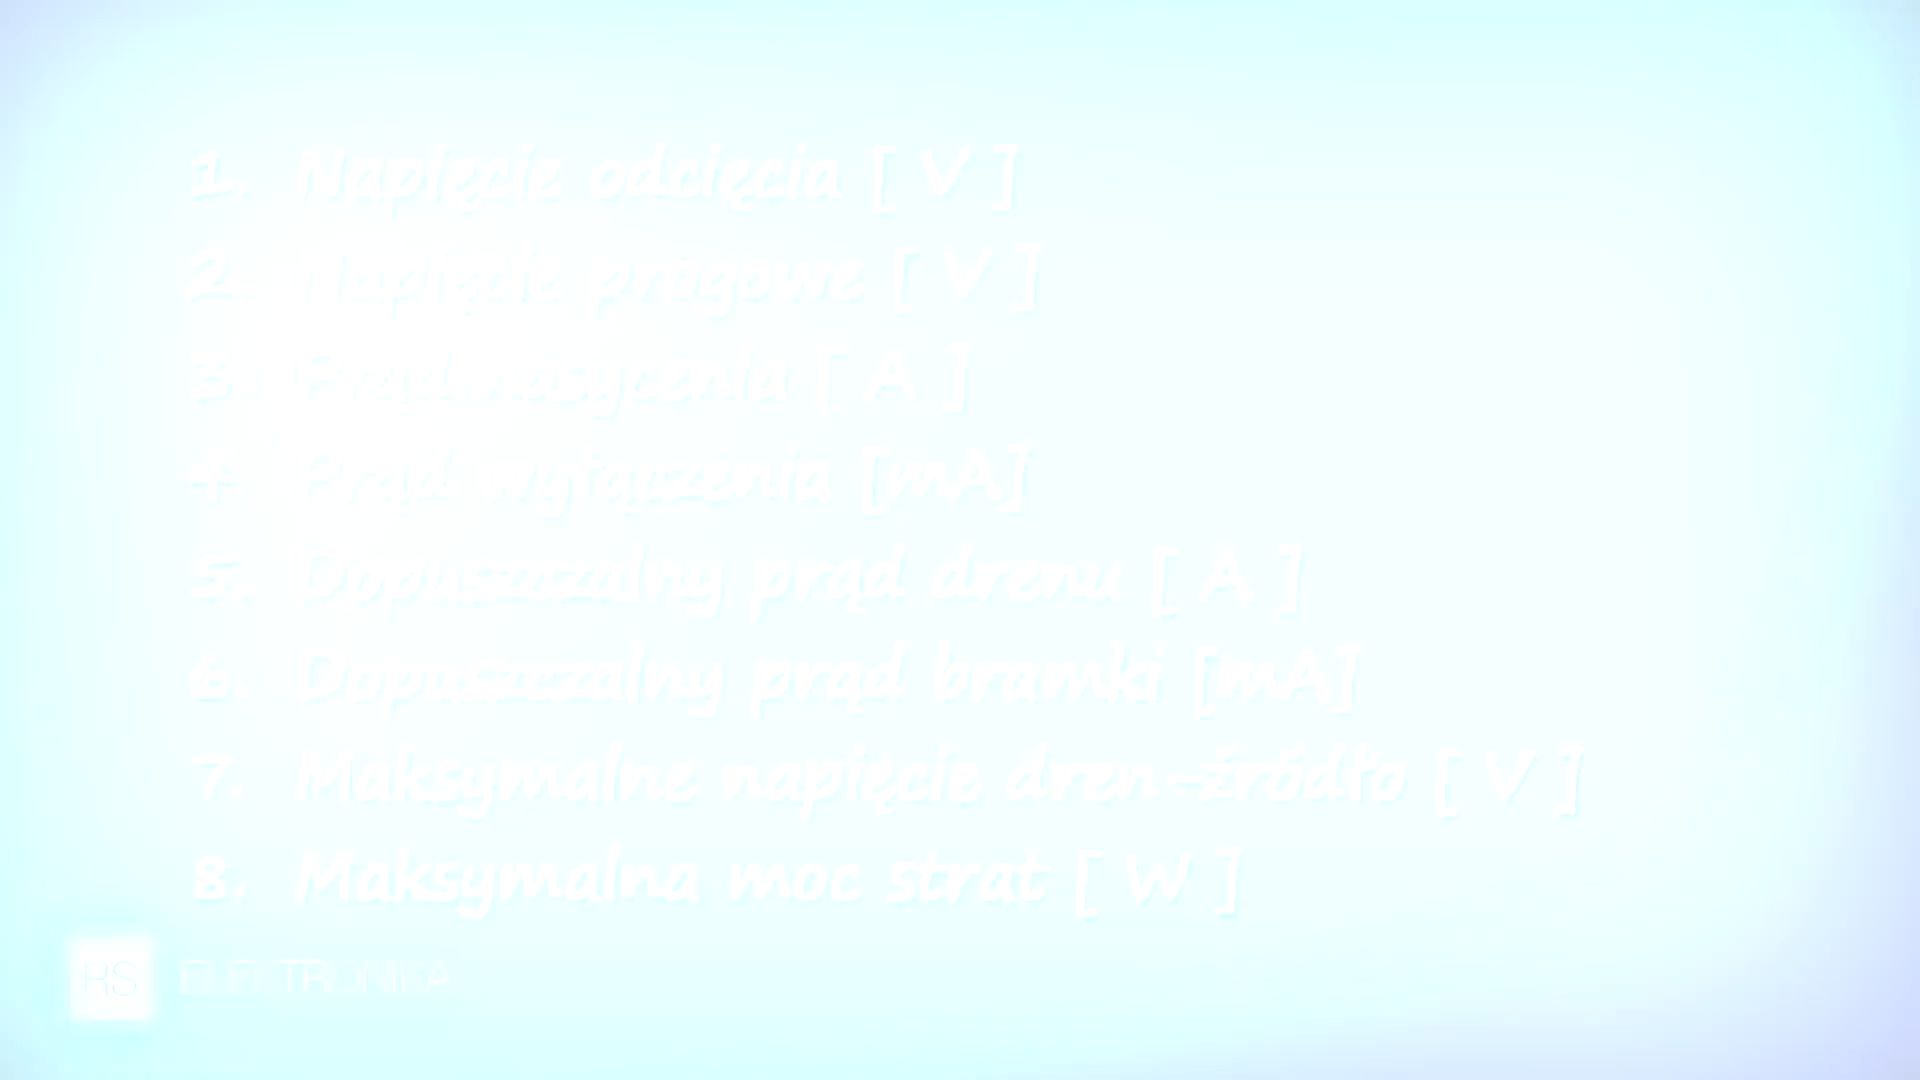 1. Napięcie odcięcia [ V ]
2. Napięcie progowe [ V ]
3. Prąd nasycenia [ A ]
4. Prąd wyłączenia [mA]
5. Dopuszczalny prąd drenu [ A ]
6. Dopuszczalny prąd bramki [mA]
7. Maksymalne napięcie dren-źródło [ V ]
8. Maksymalna moc strat [ W ]
RS ELEKTRONIKA